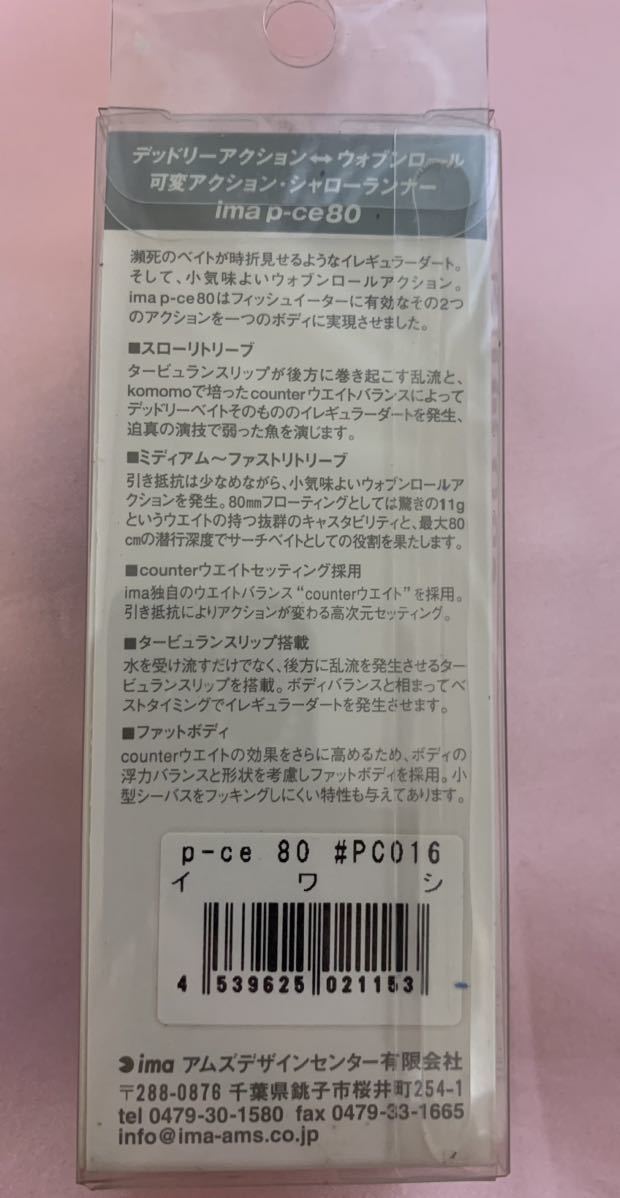 デッドリーアクション⟷ウォブンロール
可変アクション・シャローランナー
ima p-ce80
瀕死のベイトが時折見せるようなイレギュラーダート。
そして、小気味よいウォブンロールアクション。
ima p-ce80はフィッシュイーターに有効なその2つ
のアクションを一つのボディに実現させました。
■スローリトリーブ
タービュランスリップが後方に巻き起こす乱流と、
komomoで培ったcounterウエイトバランスによって
デッドリーベイトそのもののイレギュラーダートを発生、
迫真の演技で弱った魚を演じます。
■ミディアム〜ファストリトリーブ
引き抵抗は少なめながら、小気味よいウォブンロールア
クションを発生。80mmフローティングとしては驚きの11g
というウエイトの持つ抜群のキャスタビリティと、最大80
cmの潜行深度でサーチベイトとしての役割を果たします。
■counterウエイトセッティング採用
ima独自のウエイトバランス“counterウエイト”を採用。
引き抵抗によりアクションが変わる高次元セッティング。
■タービュランスリップ搭載
水を受け流すだけでなく、後方に乱流を発生させるター
ビュランスリップを搭載。ボディバランスと相まってベ
ストタイミングでイレギュラーダートを発生させます。
■ファットボディ
counterウエイトの効果をさらに高めるため、ボディの
浮力バランスと形状を考慮しファットボディを採用。小
型シーバスをフッキングしにくい特性も与えてあります。
p-ce 80 #PC016
イワシ
4 539625 021153
ima アムズデザインセンター有限会社
〒288-0876 千葉県銚子市桜井町254-1
tel 0479-30-1580 fax 0479-33-1665
info@ima-ams.co.jp